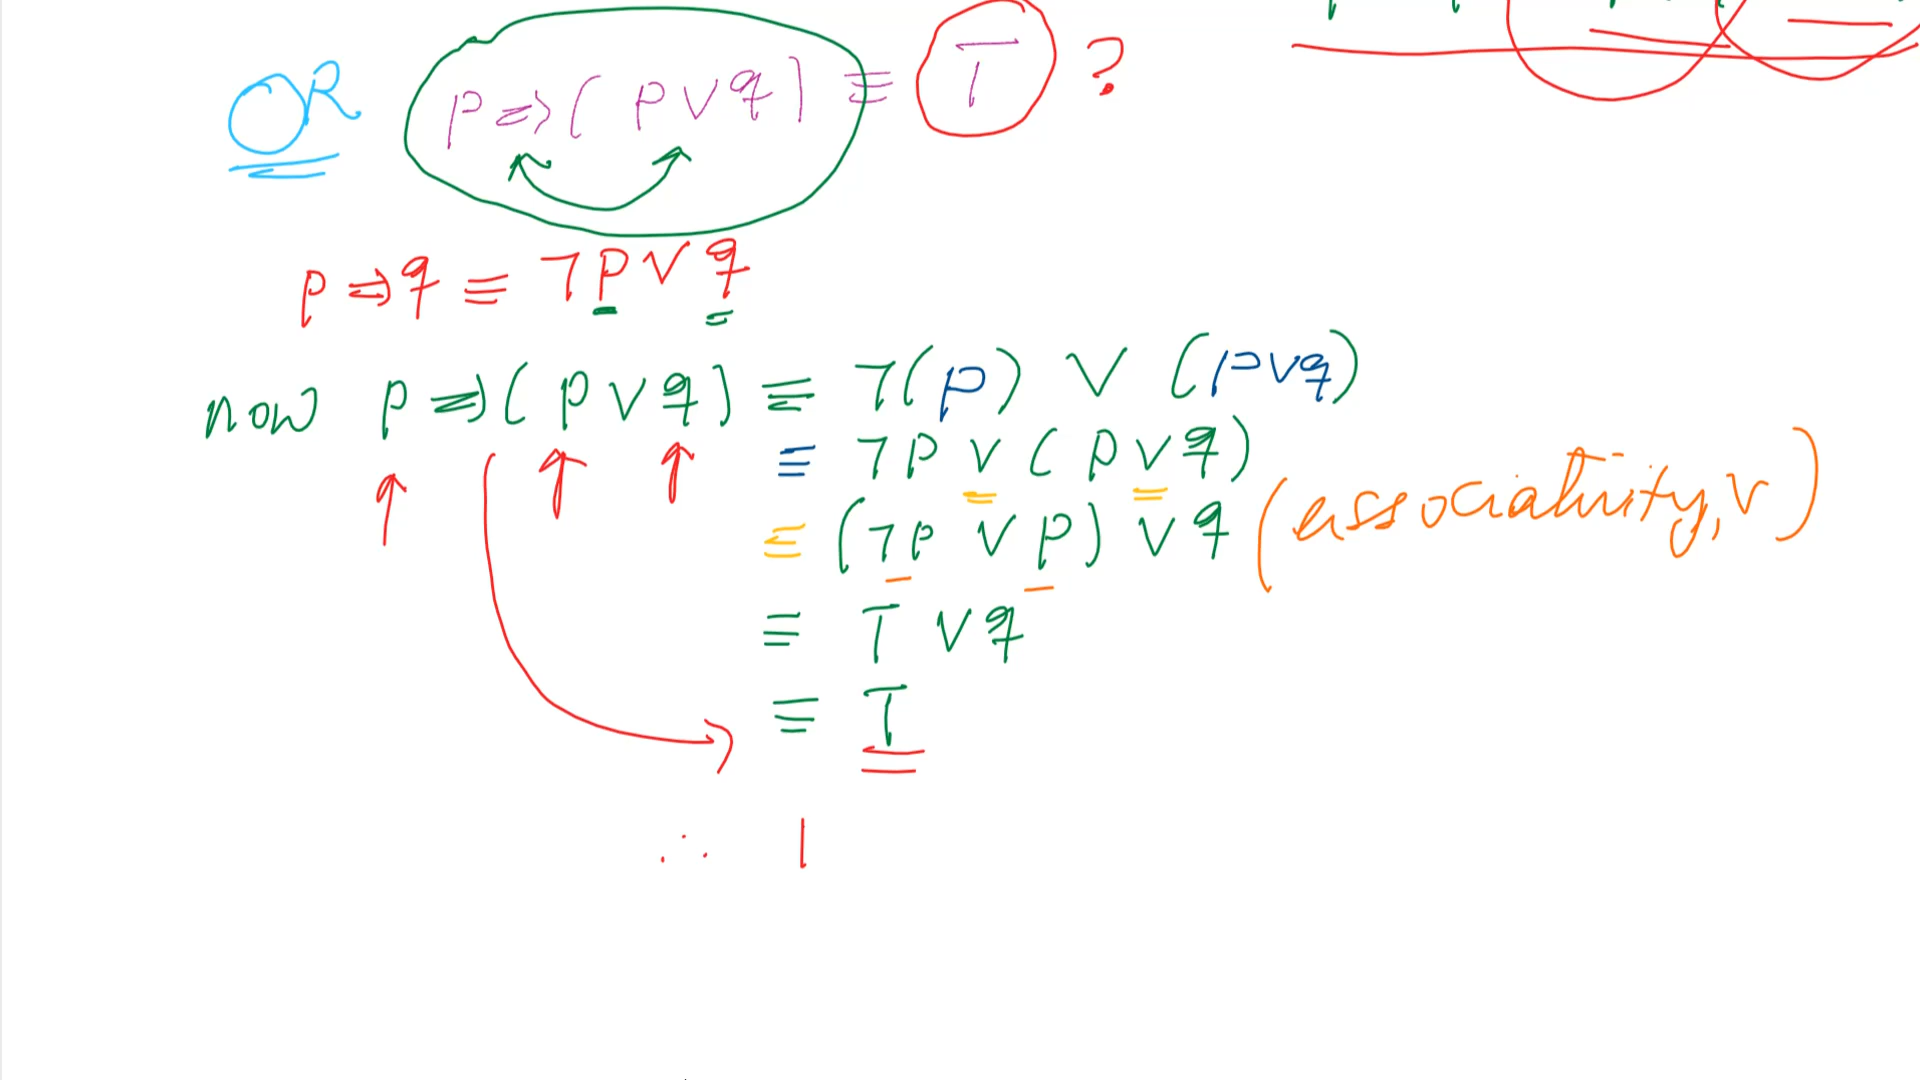 OR p ⇒ ( p ∨ q ) ≡ T ?
p ⇒ q ≡ ¬p ∨ q
now p ⇒ ( p ∨ q ) ≡ ¬(p) ∨ (p∨q)
≡ ¬p ∨ ( p ∨ q )
≡ (¬p ∨ p) ∨ q (associativity, ∨)
≡ T ∨ q
≡ T
∴ |